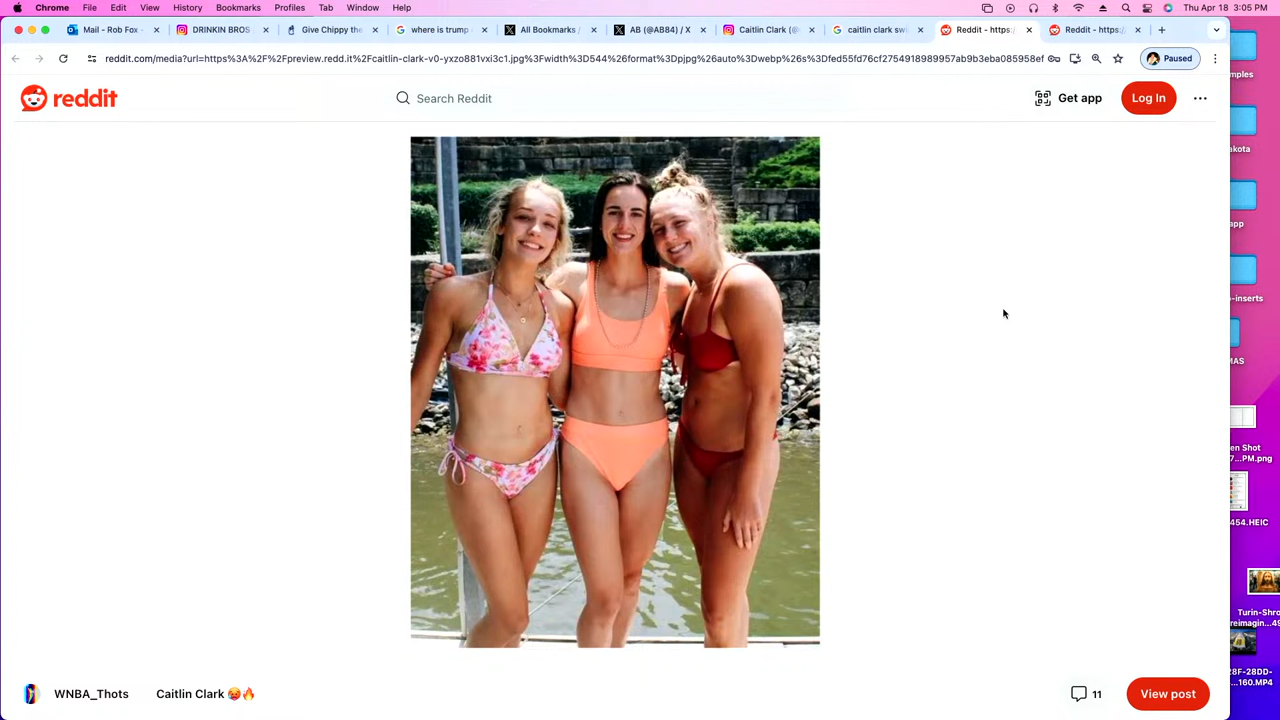 Chrome File Edit View History Bookmarks Profiles Tab Window Help Thu Apr 18 3:05 PM
Mail – Rob Fox – DRINKIN BROS Give Chippy the where is trump All Bookmarks / AB (@AB84) / X Caitlin Clark (@ caitlin clark swi Reddit - https:/ Reddit - https:/
reddit.com/media?url=https%3A%2F%2Fpreview.redd.it%2Fcaitlin-clark-v0-yxzo881vxi3c1.jpg%3Fwidth%3D544%26format%3Dpjpg%26auto%3Dwebp%26s%3Dfed55fd76cf2754918989957ab9b3eba085958ef Paused
reddit Search Reddit Get app Log In
mples
akota
app
o-inserts
MAS
en Shot
7...PM.png
454.HEIC
Turin-Shro
reimagin...49
28F-28DD-
...160.MP4
WNBA_Thots Caitlin Clark 🥵🔥 11 View post